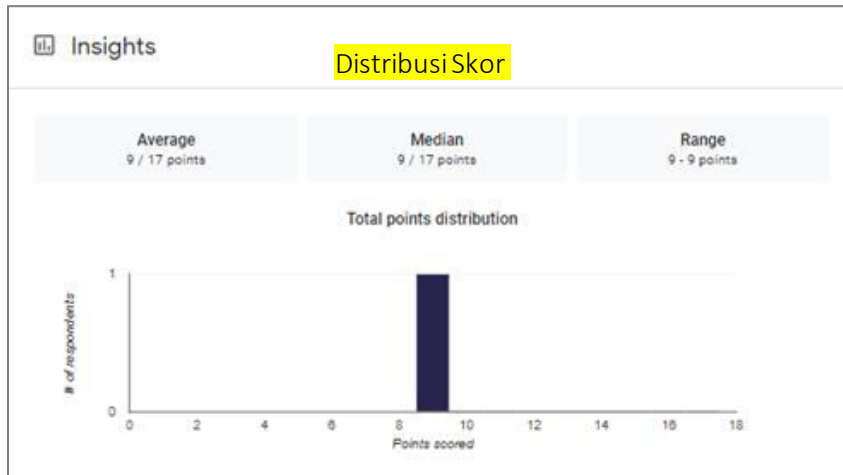 Insights
Distribusi Skor
Average
9 / 17 points
Median
9 / 17 points
Range
9 - 9 points
Total points distribution
# of respondents
1
0
0 2 4 6 8 10 12 14 16 18
Points scored